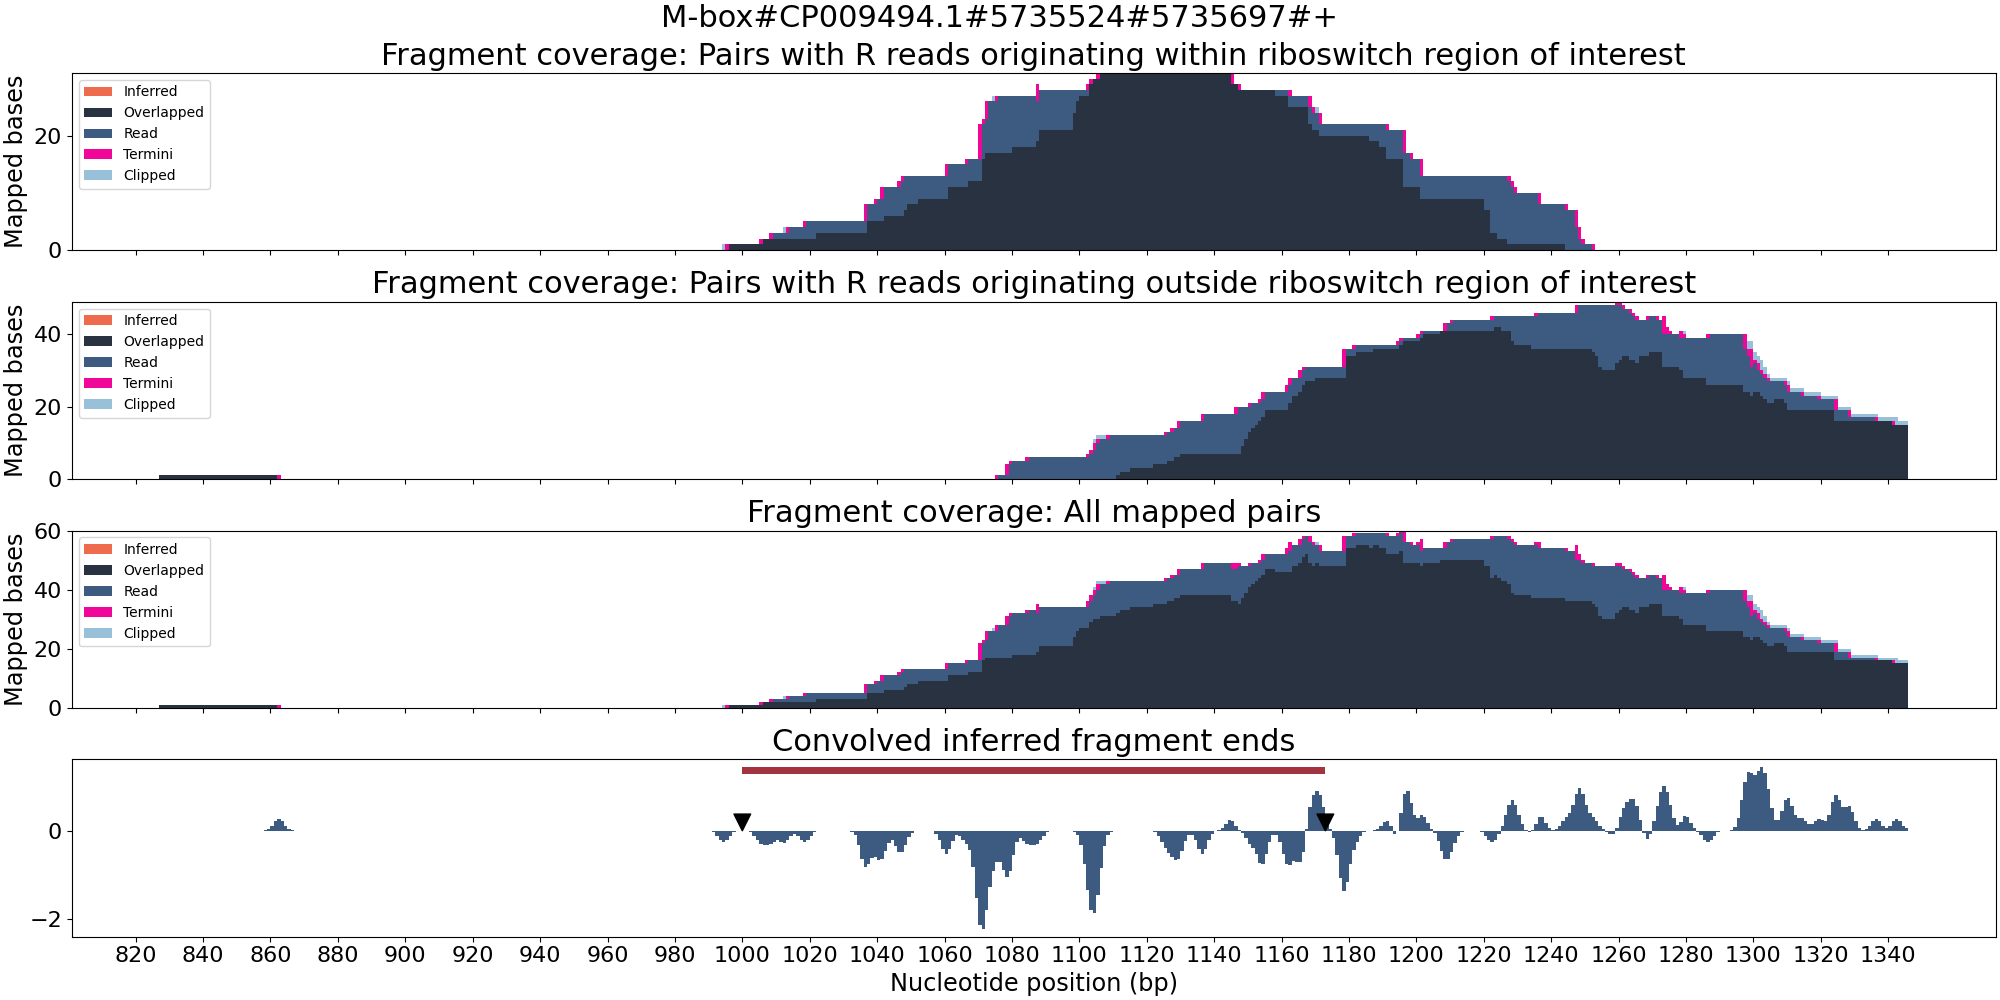 M-box#CP009494.1#5735524#5735697#+
Fragment coverage: Pairs with R reads originating within riboswitch region of interest
Mapped bases
20
0
Inferred
Overlapped
Read
Termini
Clipped
Fragment coverage: Pairs with R reads originating outside riboswitch region of interest
Mapped bases
40
20
0
Inferred
Overlapped
Read
Termini
Clipped
Fragment coverage: All mapped pairs
Mapped bases
60
40
20
0
Inferred
Overlapped
Read
Termini
Clipped
Convolved inferred fragment ends
0
−2
820 840 860 880 900 920 940 960 980 1000 1020 1040 1060 1080 1100 1120 1140 1160 1180 1200 1220 1240 1260 1280 1300 1320 1340
Nucleotide position (bp)